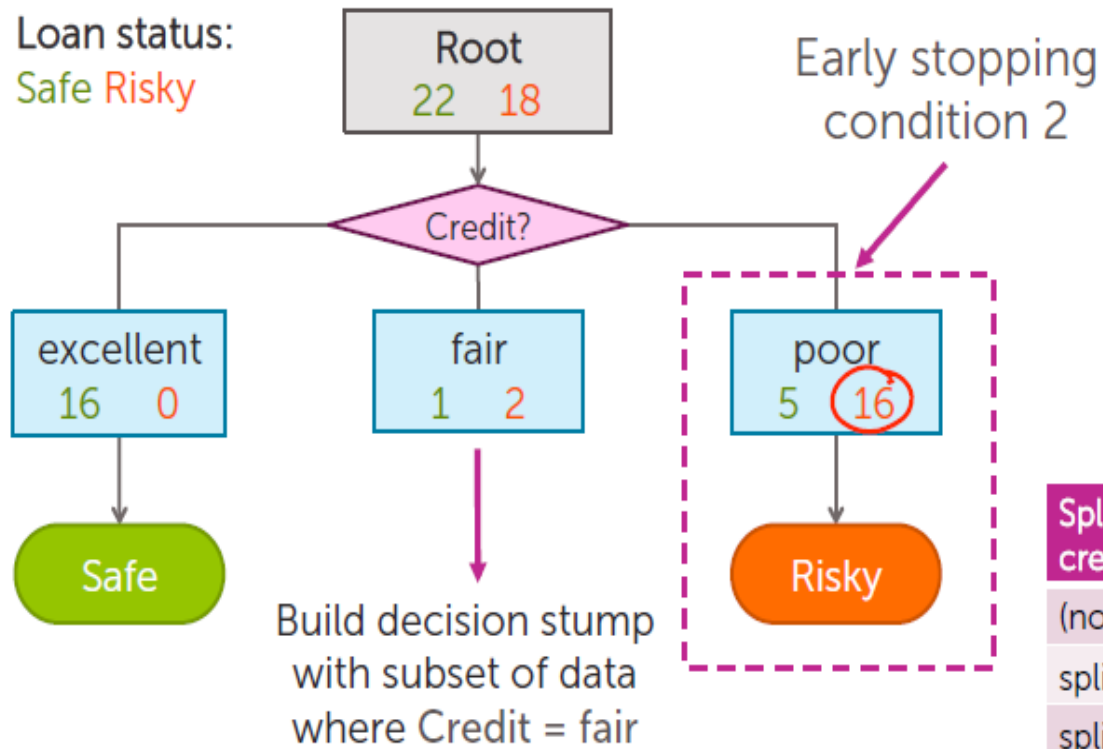 Loan status:
Safe Risky
Root
22 18
Early stopping
condition 2
Credit?
excellent
16 0
fair
1 2
poor
5 16
Safe
Build decision stump
with subset of data
where Credit = fair
Risky